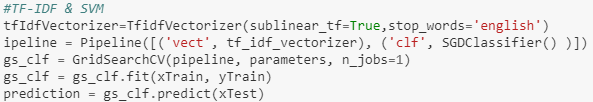 #TF-IDF & SVM
tfIdfVectorizer=TfidfVectorizer(sublinear_tf=True,stop_words='english')
ipeline = Pipeline([('vect', tf_idf_vectorizer), ('clf', SGDClassifier() )])
gs_clf = GridSearchCV(pipeline, parameters, n_jobs=1)
gs_clf = gs_clf.fit(xTrain, yTrain)
prediction = gs_clf.predict(xTest)